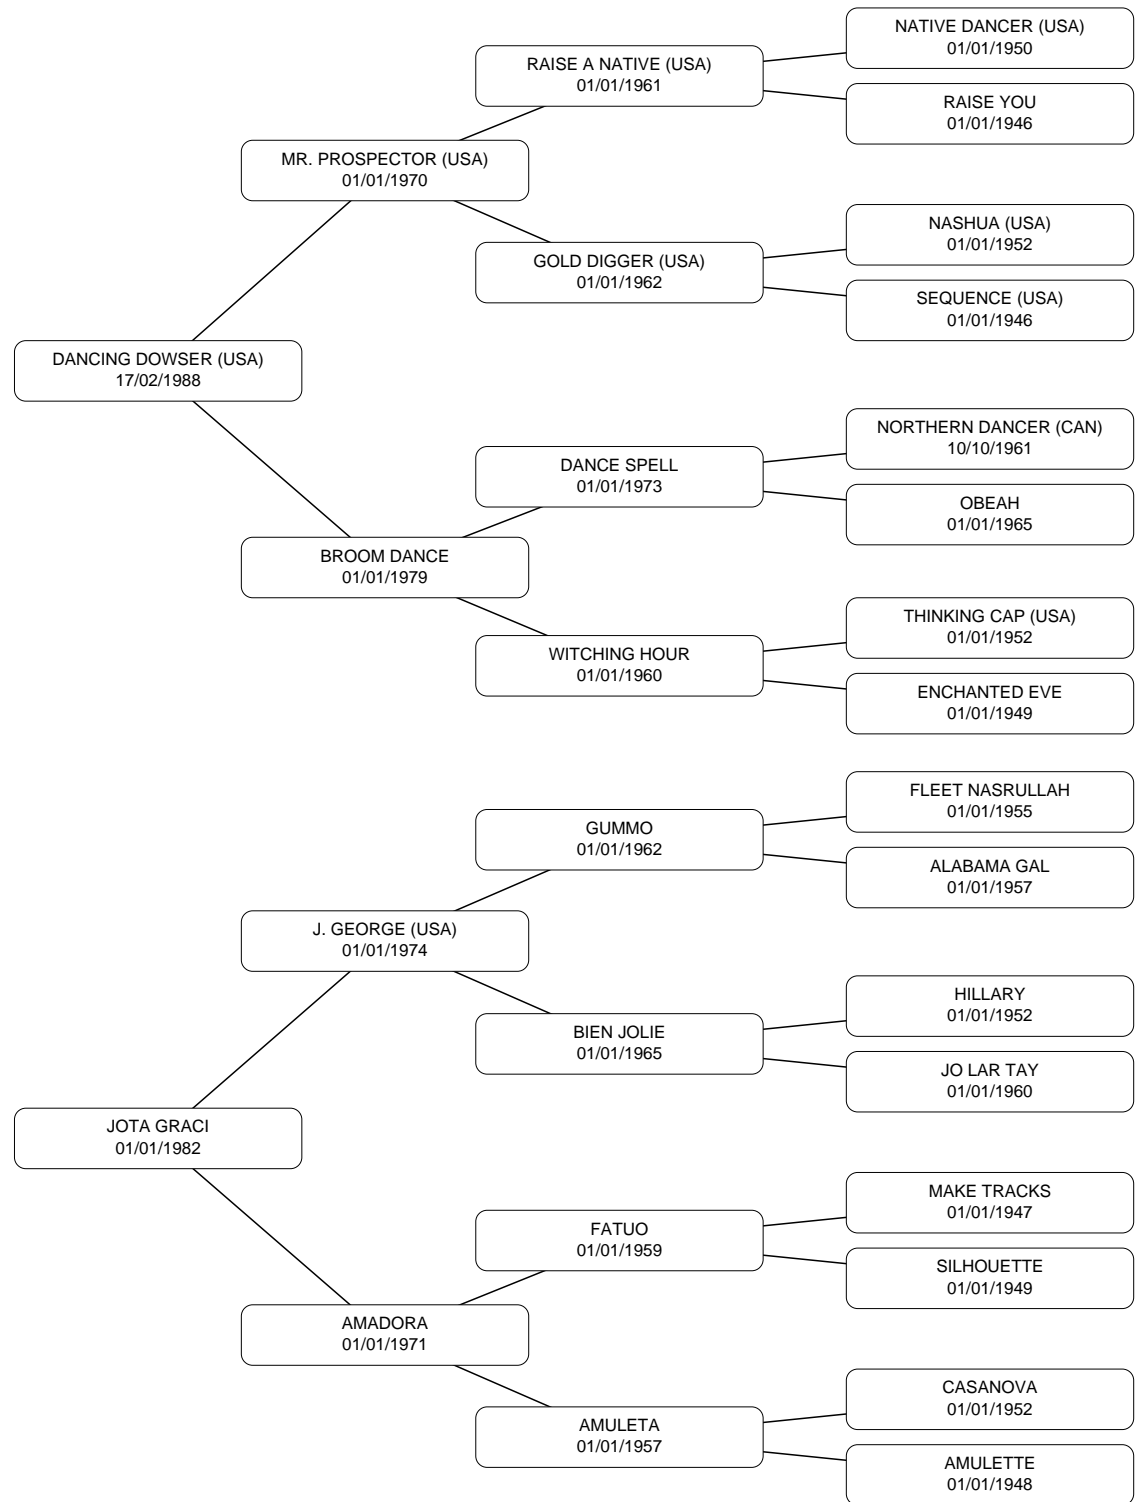 NATIVE DANCER (USA)
01/01/1950
RAISE A NATIVE (USA)
01/01/1961
RAISE YOU
01/01/1946
MR. PROSPECTOR (USA)
01/01/1970
NASHUA (USA)
01/01/1952
GOLD DIGGER (USA)
01/01/1962
SEQUENCE (USA)
01/01/1946
DANCING DOWSER (USA)
17/02/1988
NORTHERN DANCER (CAN)
10/10/1961
DANCE SPELL
01/01/1973
OBEAH
01/01/1965
BROOM DANCE
01/01/1979
THINKING CAP (USA)
01/01/1952
WITCHING HOUR
01/01/1960
ENCHANTED EVE
01/01/1949
FLEET NASRULLAH
01/01/1955
GUMMO
01/01/1962
ALABAMA GAL
01/01/1957
J. GEORGE (USA)
01/01/1974
HILLARY
01/01/1952
BIEN JOLIE
01/01/1965
JO LAR TAY
01/01/1960
JOTA GRACI
01/01/1982
MAKE TRACKS
01/01/1947
FATUO
01/01/1959
SILHOUETTE
01/01/1949
AMADORA
01/01/1971
CASANOVA
01/01/1952
AMULETA
01/01/1957
AMULETTE
01/01/1948